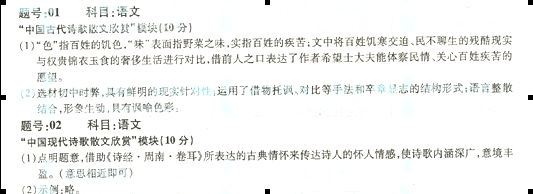 题号:01 科目:语文
“中国古代诗歌散文欣赏”模块(10分)
(1)“色”指百姓的饥色,“味”表面指野菜之味,实指百姓的疾苦;文中将百姓饥寒交迫、民不聊生的残酷现实
与权贵锦衣玉食的奢侈生活进行对比,借前人之口表达了作者希望士大夫能体察民情、关心百姓疾苦的
愿望。
(2)选材切中时弊,具有鲜明的现实针对性;运用了借物托讽、对比等手法和卒章显志的结构形式;语言整散
结合,形象生动,具有讽喻色彩。
题号:02 科目:语文
“中国现代诗歌散文欣赏”模块(10分)
(1)点明题意,借助《诗经·周南·卷耳》所表达的古典情怀来传达诗人的怀人情感,使诗歌内涵深广,意境丰
盈。(意思相近即可)
(2)示例:略。